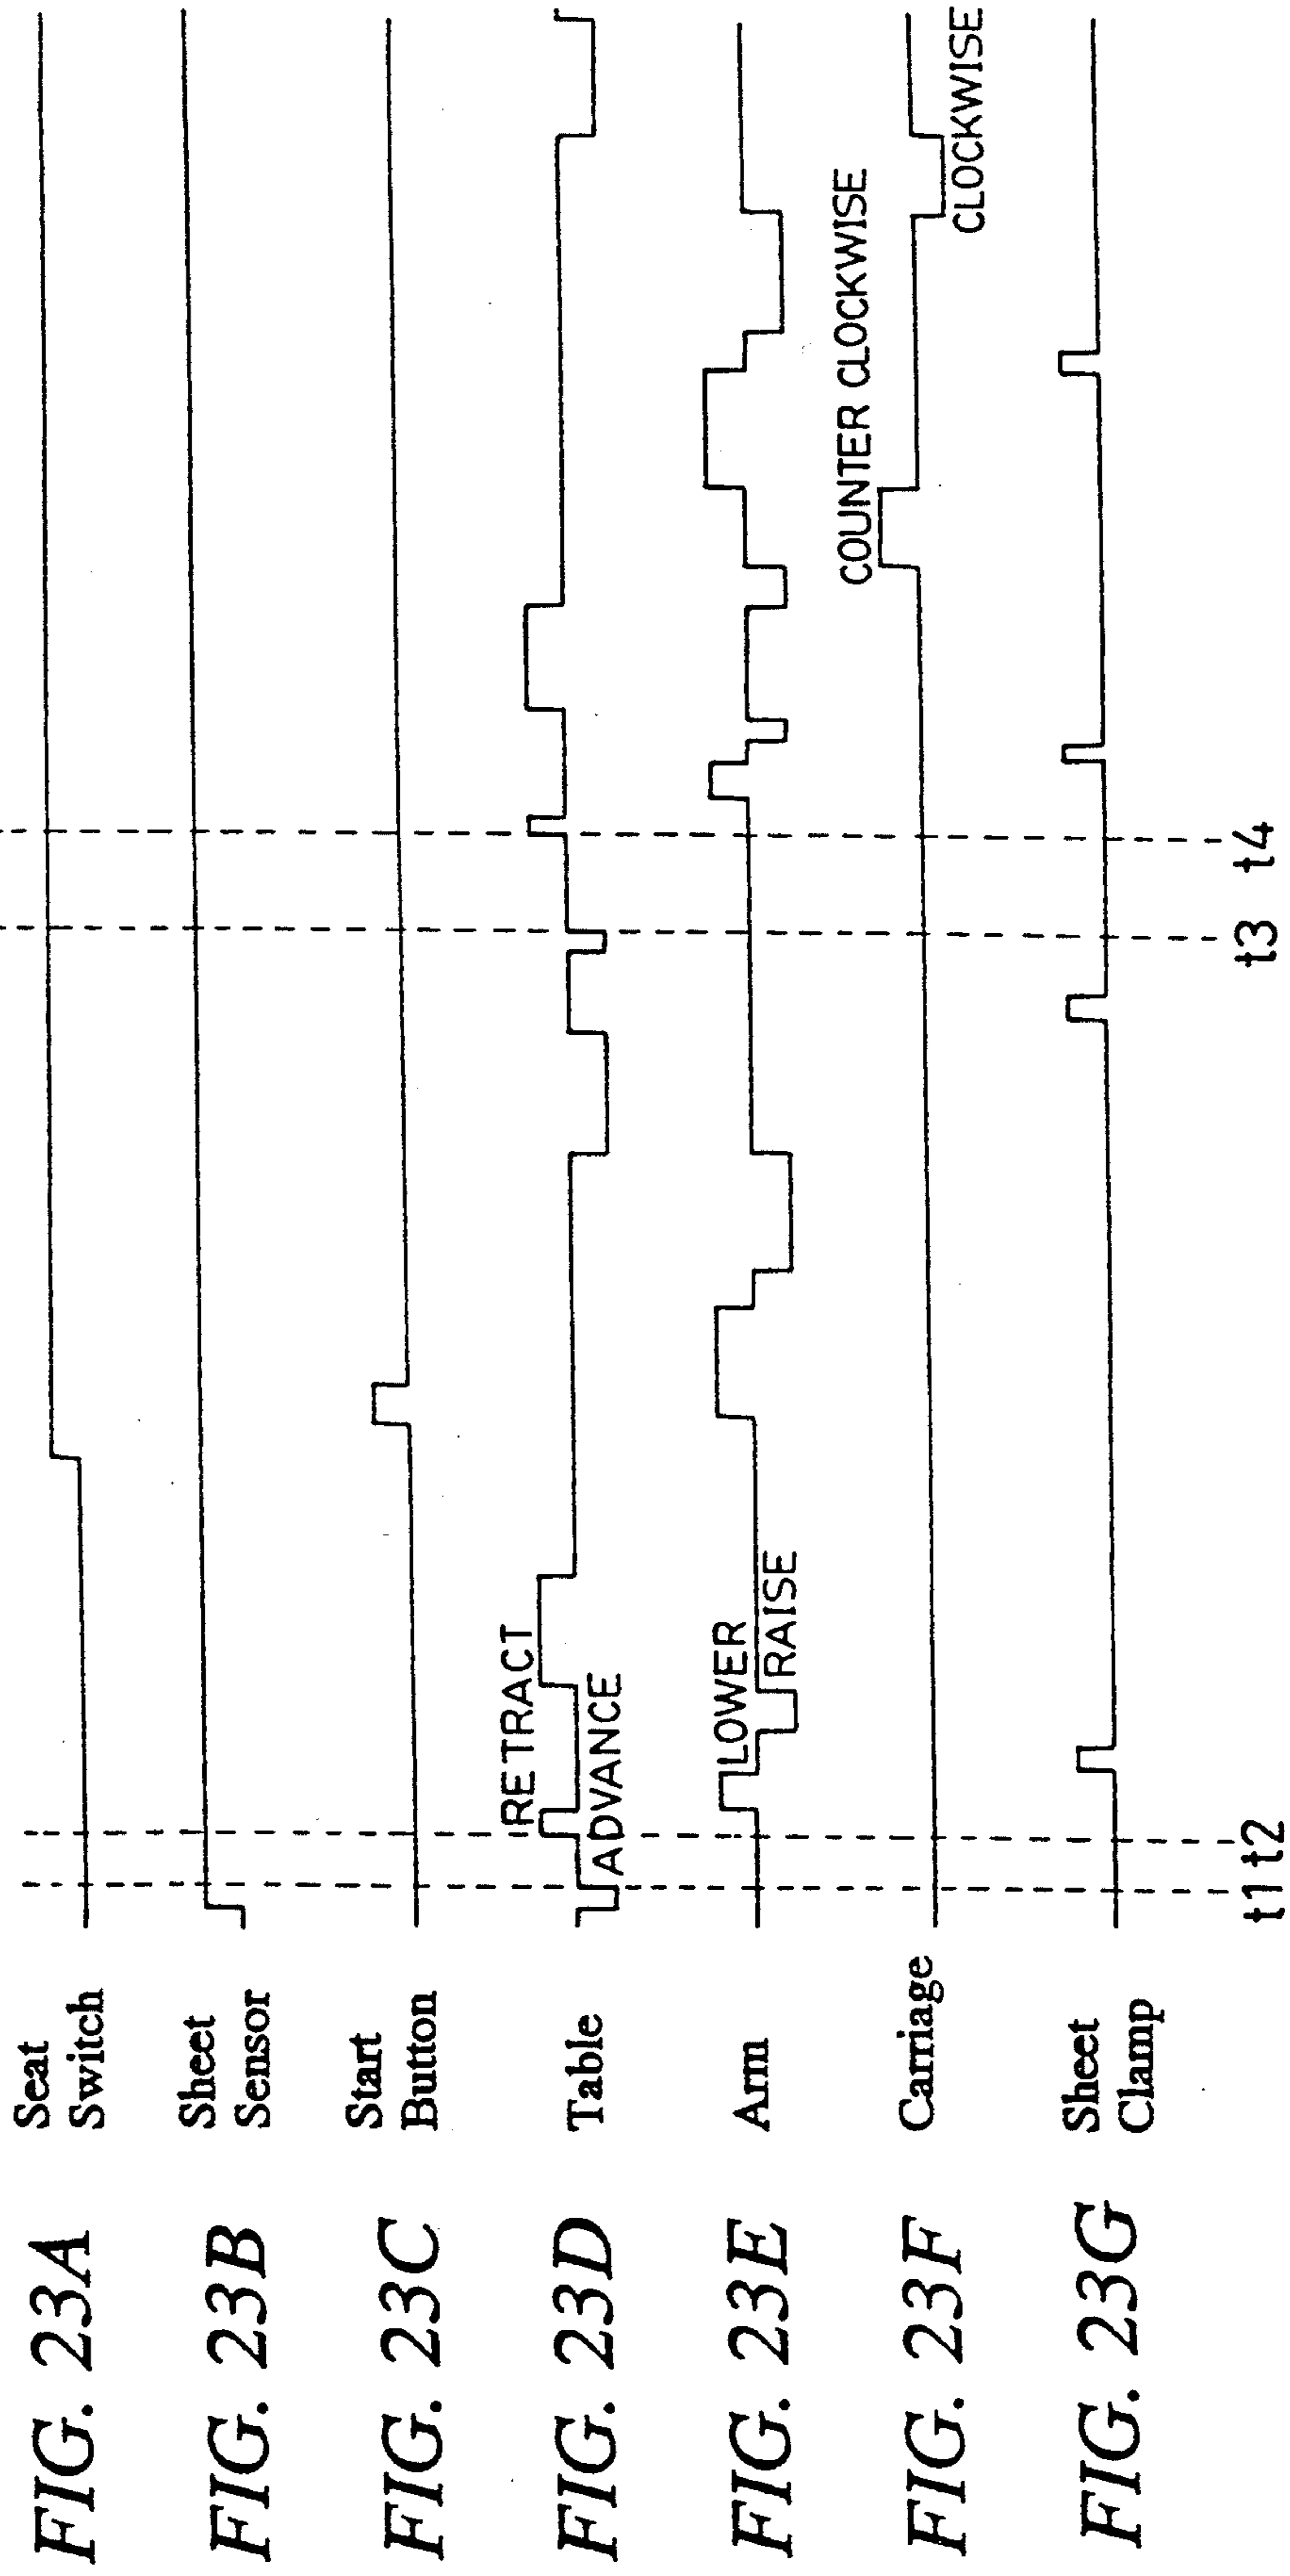 FIG. 23A
Seat
Switch
FIG. 23B
Sheet
Sensor
FIG. 23C
Start
Button
FIG. 23D
Table
RETRACT
ADVANCE
FIG. 23E
Arm
LOWER
RAISE
FIG. 23F
Carriage
COUNTER CLOCKWISE
CLOCKWISE
FIG. 23G
Sheet
Clamp
t1 t2 t3 t4